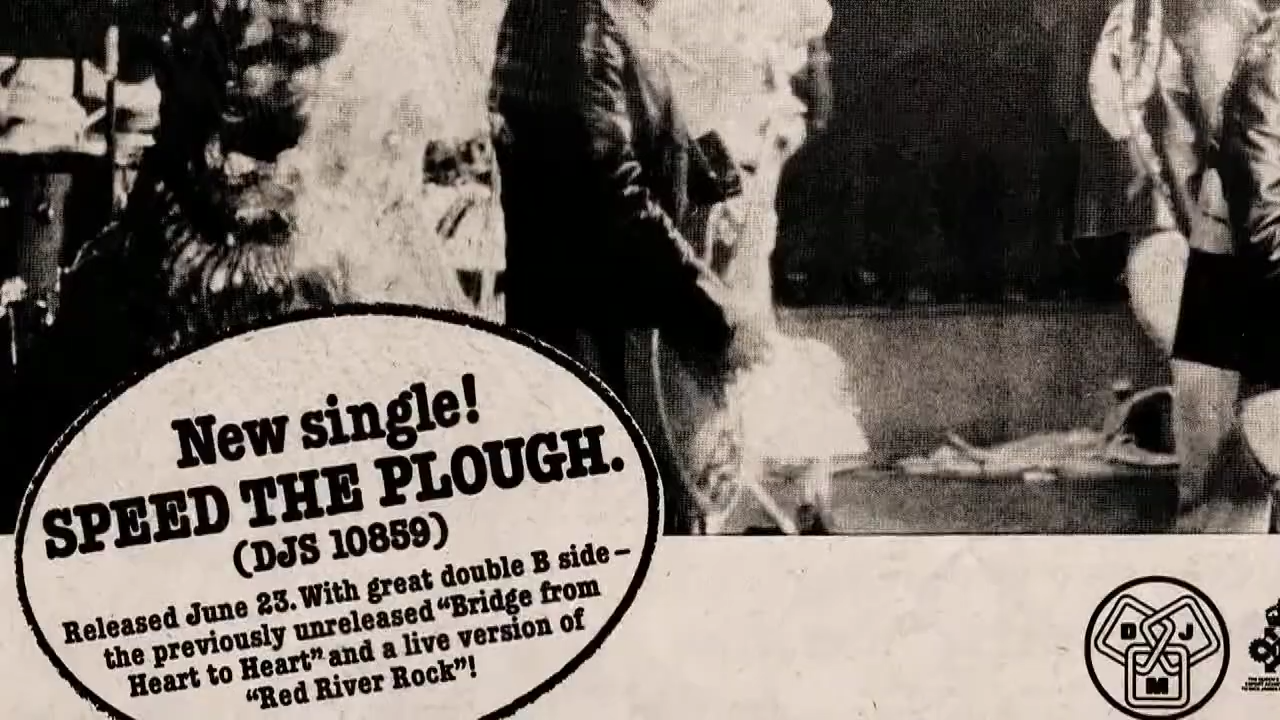 New single!
SPEED THE PLOUGH.
(DJS 10859)
Released June 23. With great double B side –
the previously unreleased “Bridge from
Heart to Heart” and a live version of
“Red River Rock”!
D J
M